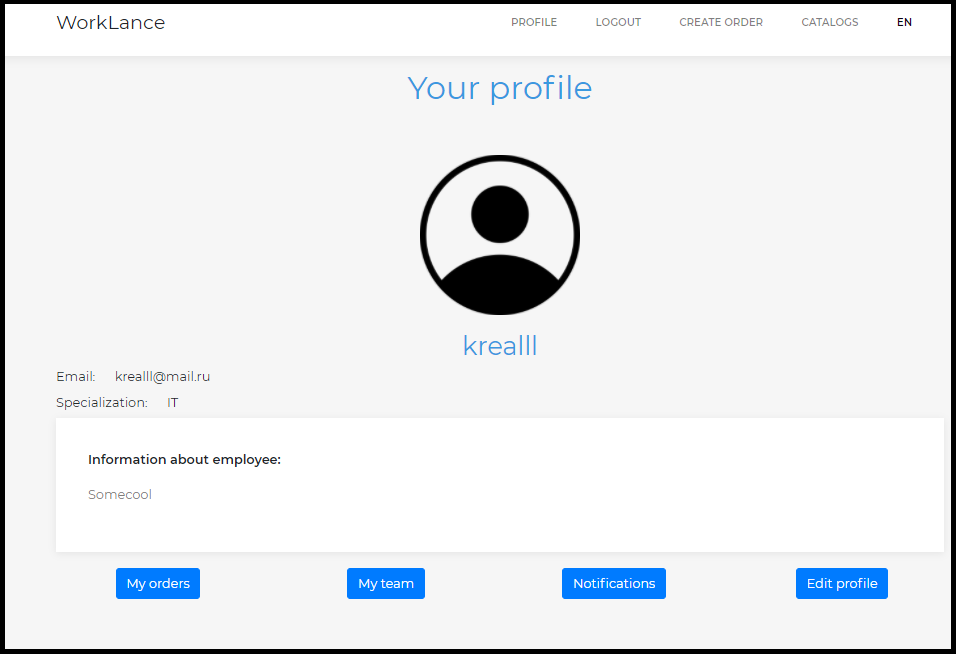 WorkLance PROFILE LOGOUT CREATE ORDER CATALOGS EN
Your profile
krealll
Email: krealll@mail.ru
Specialization: IT
Information about employee:
Somecool
My orders My team Notifications Edit profile